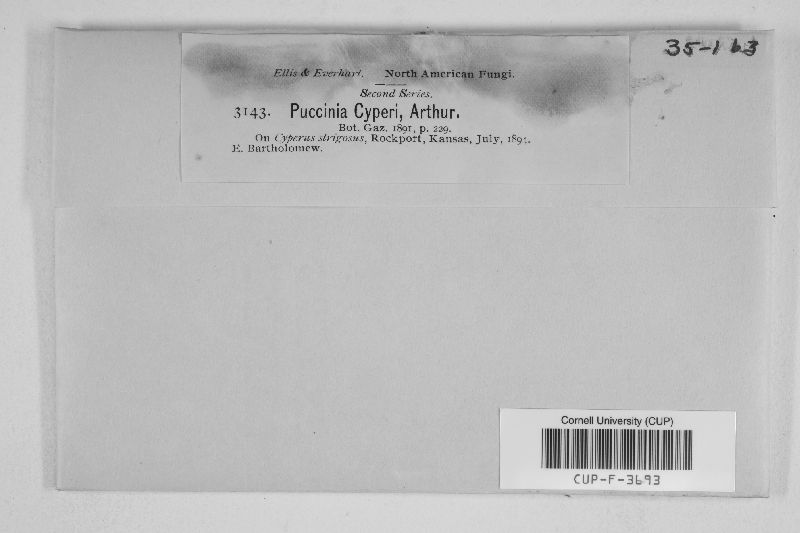 35-163
Ellis & Everhart. North American Fungi.
Second Series.
3143. Puccinia Cyperi, Arthur.
Bot. Gaz. 1891, p. 229.
On Cyperus strigosus, Rockport, Kansas, July, 1894.
E. Bartholomew.
Cornell University (CUP)
CUP-F-3693